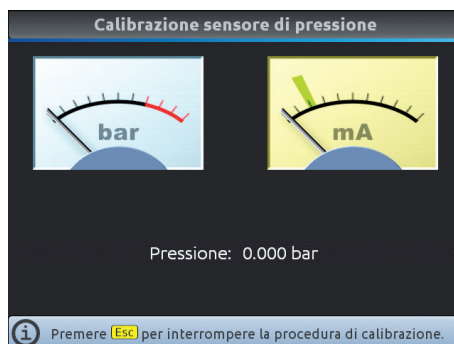 Calibrazione sensore di pressione
bar
mA
Pressione: 0.000 bar
i Premere Esc per interrompere la procedura di calibrazione.